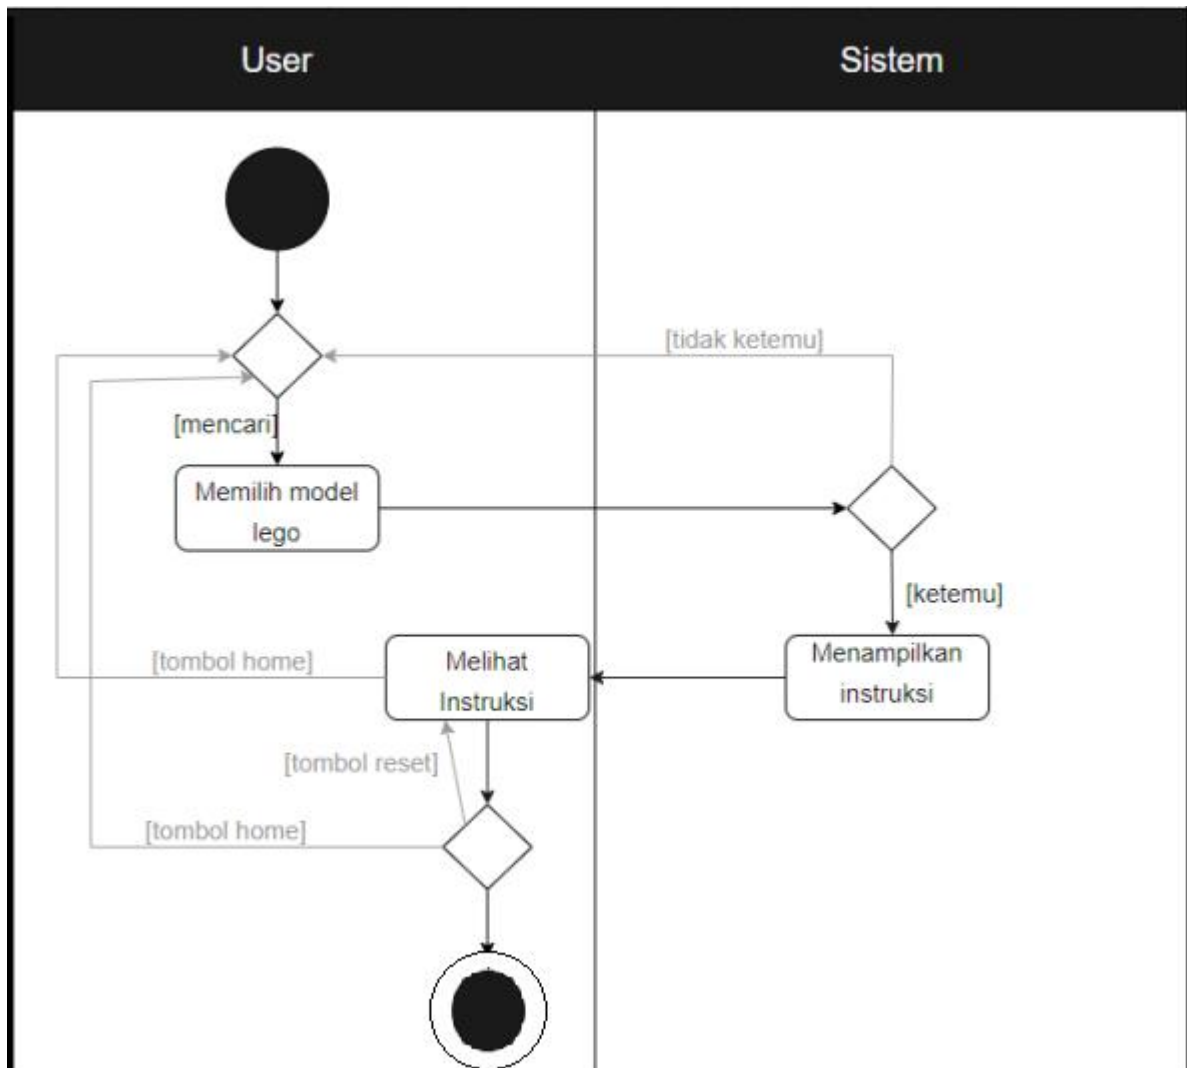 User
Sistem
[tidak ketemu]
[mencari]
Memilih model
lego
[ketemu]
[tombol home]
Melihat
Instruksi
Menampilkan
instruksi
[tombol reset]
[tombol home]